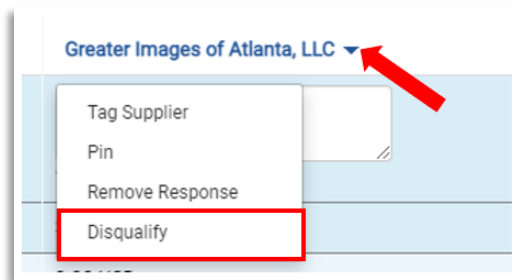 Greater Images of Atlanta, LLC
Tag Supplier
Pin
Remove Response
Disqualify